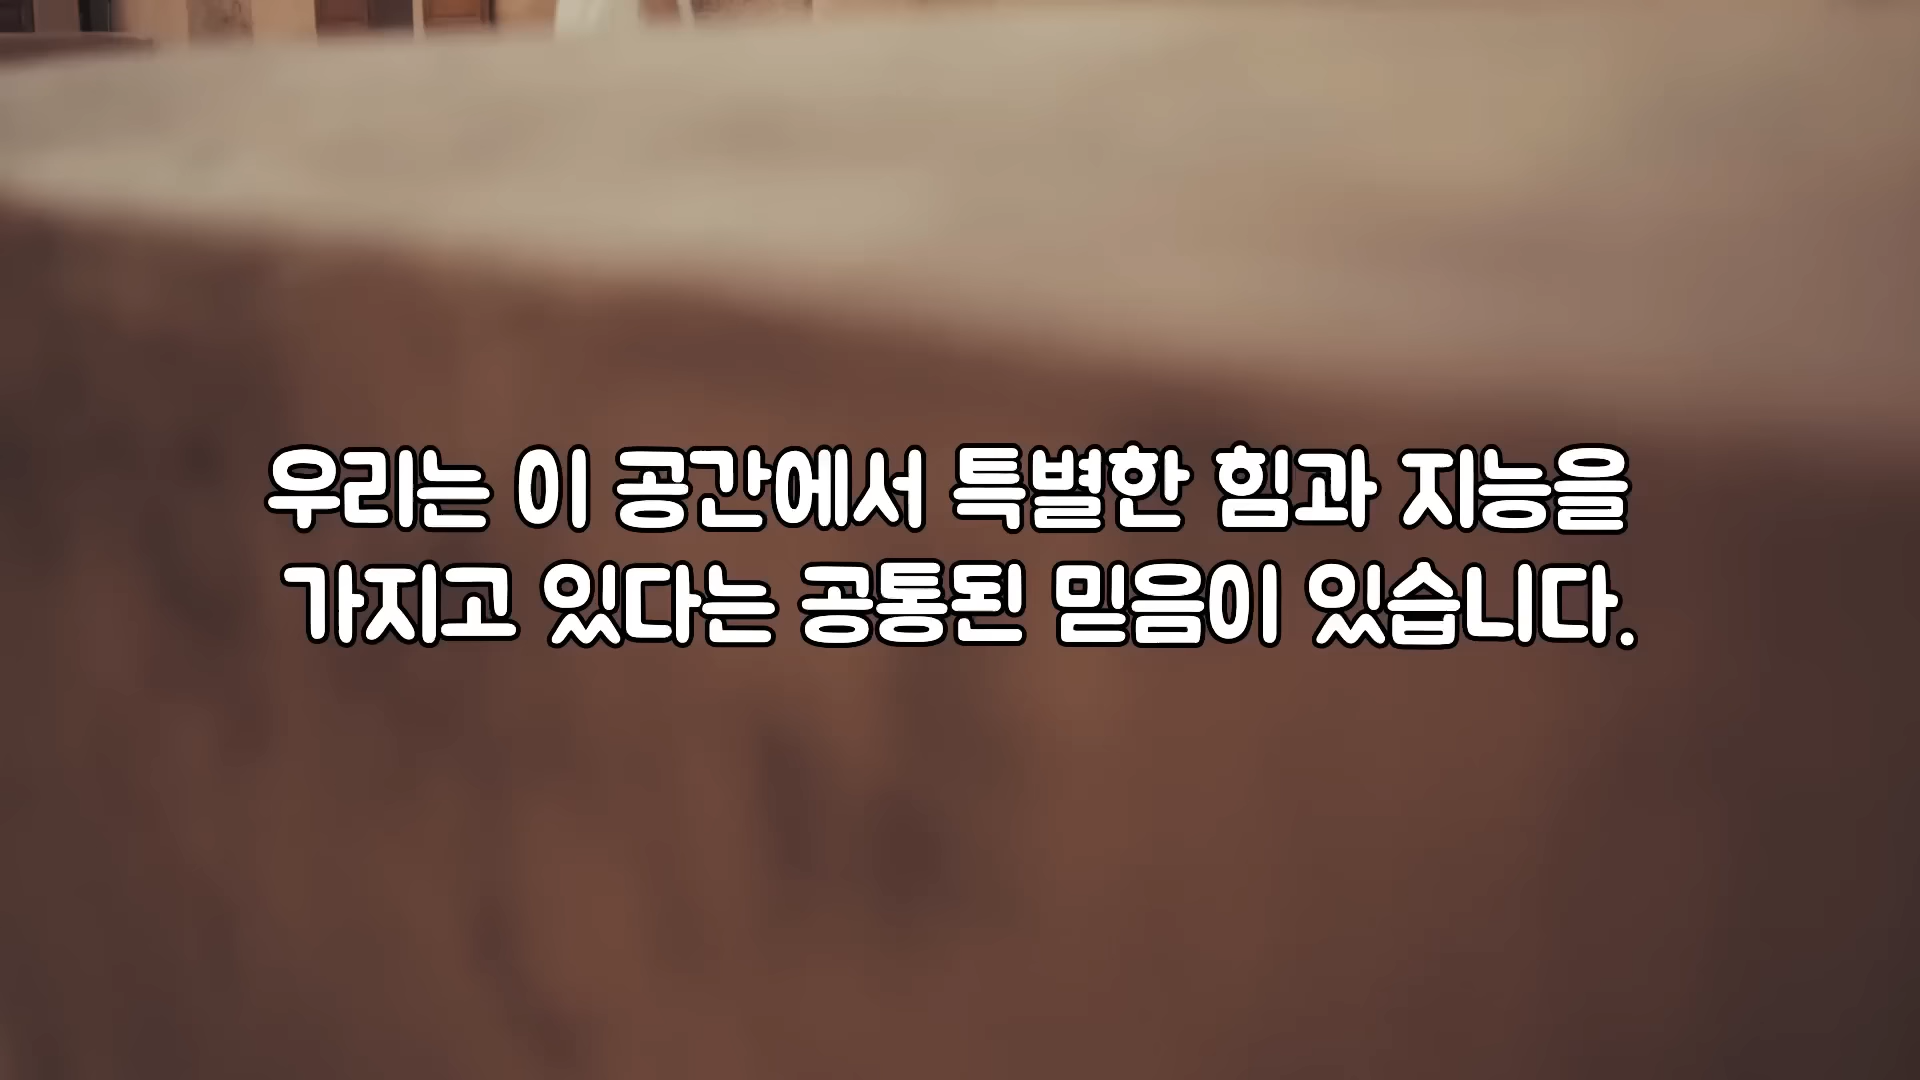 우리는 이 공간에서 특별한 힘과 지능을
가지고 있다는 공통된 믿음이 있습니다.